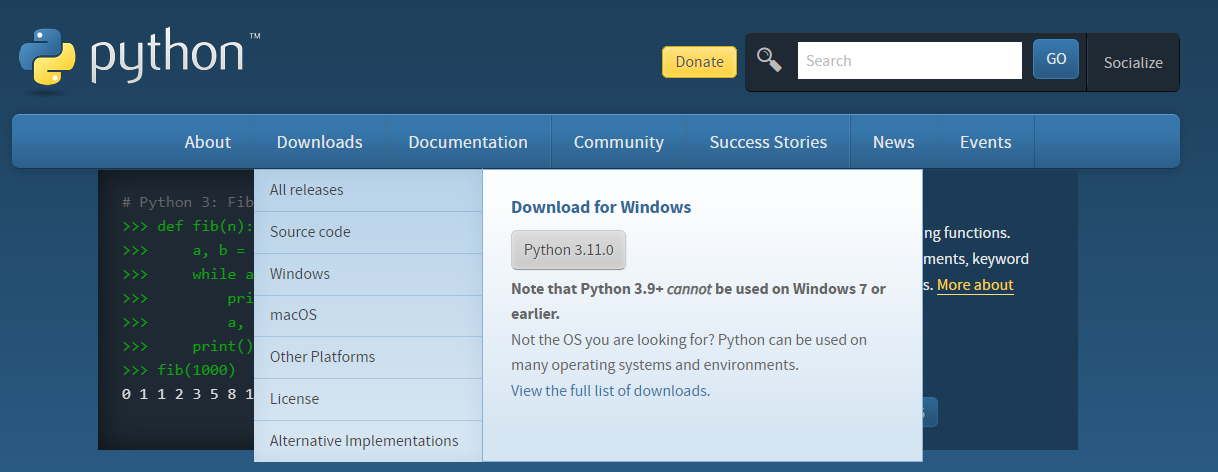 python™
Donate
Search
GO
Socialize
About
Downloads
Documentation
Community
Success Stories
News
Events
# Python 3: Fib
>>> def fib(n):
>>>     a, b =
>>>     while a
>>>         pri
>>>         a,
>>>     print()
>>> fib(1000)
0 1 1 2 3 5 8 1
All releases
Source code
Windows
macOS
Other Platforms
License
Alternative Implementations
Download for Windows
Python 3.11.0
Note that Python 3.9+ cannot be used on Windows 7 or
earlier.
Not the OS you are looking for? Python can be used on
many operating systems and environments.
View the full list of downloads.
ng functions.
ments, keyword
s. More about